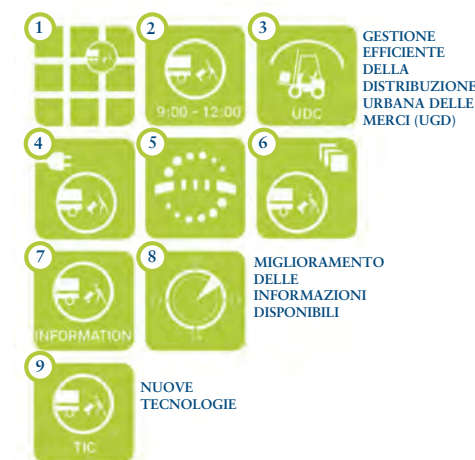 1
2
3
9:00 - 12:00
UDC
GESTIONE
EFFICIENTE
DELLA
DISTRIBUZIONE
URBANA DELLE
MERCI (UGD)
4
5
6
7
8
INFORMATION
MIGLIORAMENTO
DELLE
INFORMAZIONI
DISPONIBILI
9
TIC
NUOVE
TECNOLOGIE